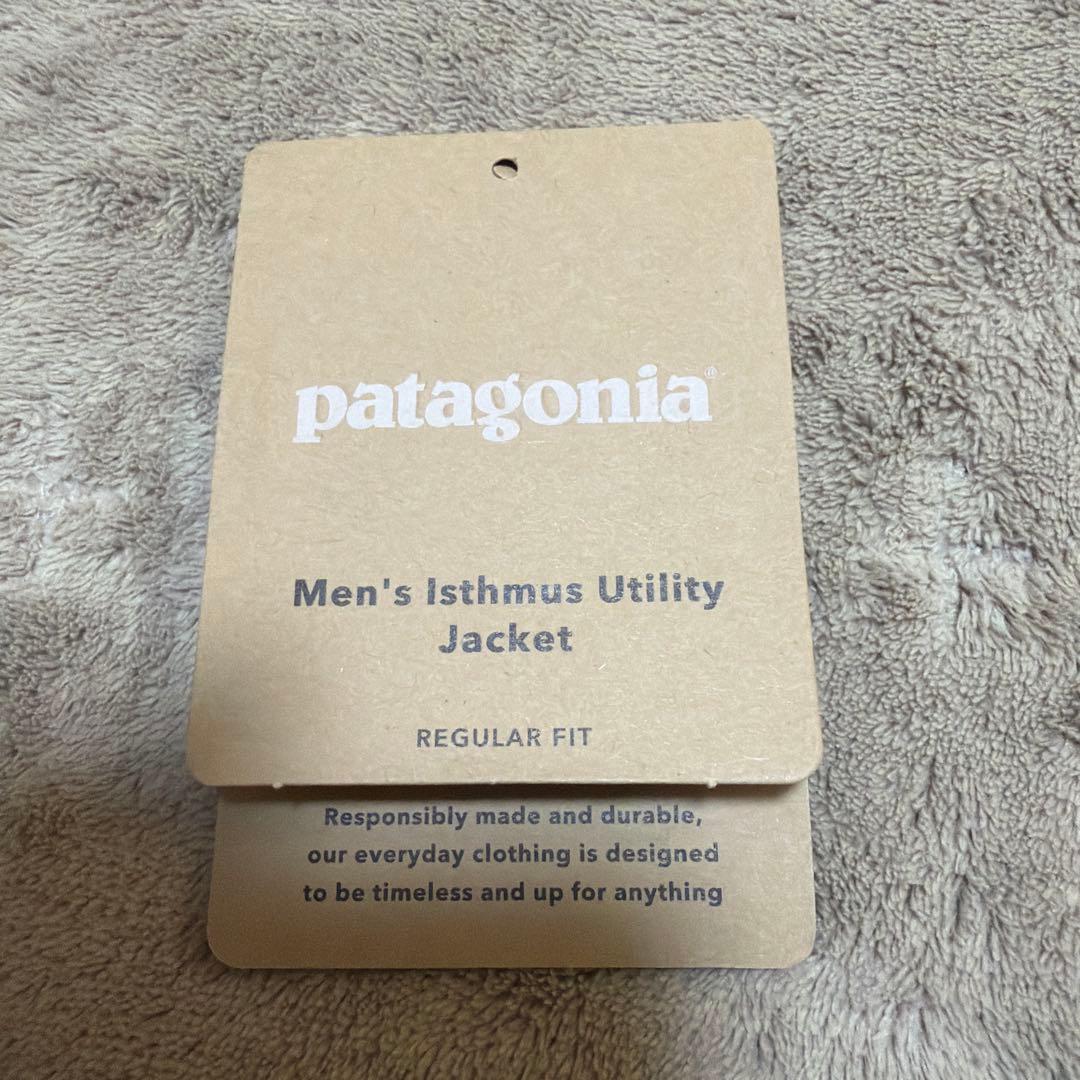 patagonia®
Men's Isthmus Utility
Jacket
REGULAR FIT
Responsibly made and durable,
our everyday clothing is designed
to be timeless and up for anything